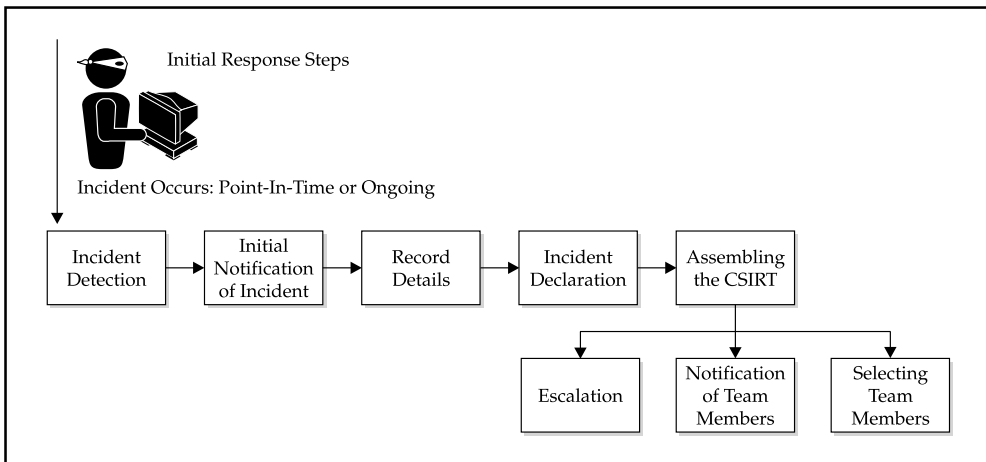 Initial Response Steps
Incident Occurs: Point-In-Time or Ongoing
Incident
Detection
Initial
Notification
of Incident
Record
Details
Incident
Declaration
Assembling
the CSIRT
Escalation
Notification
of Team
Members
Selecting
Team
Members